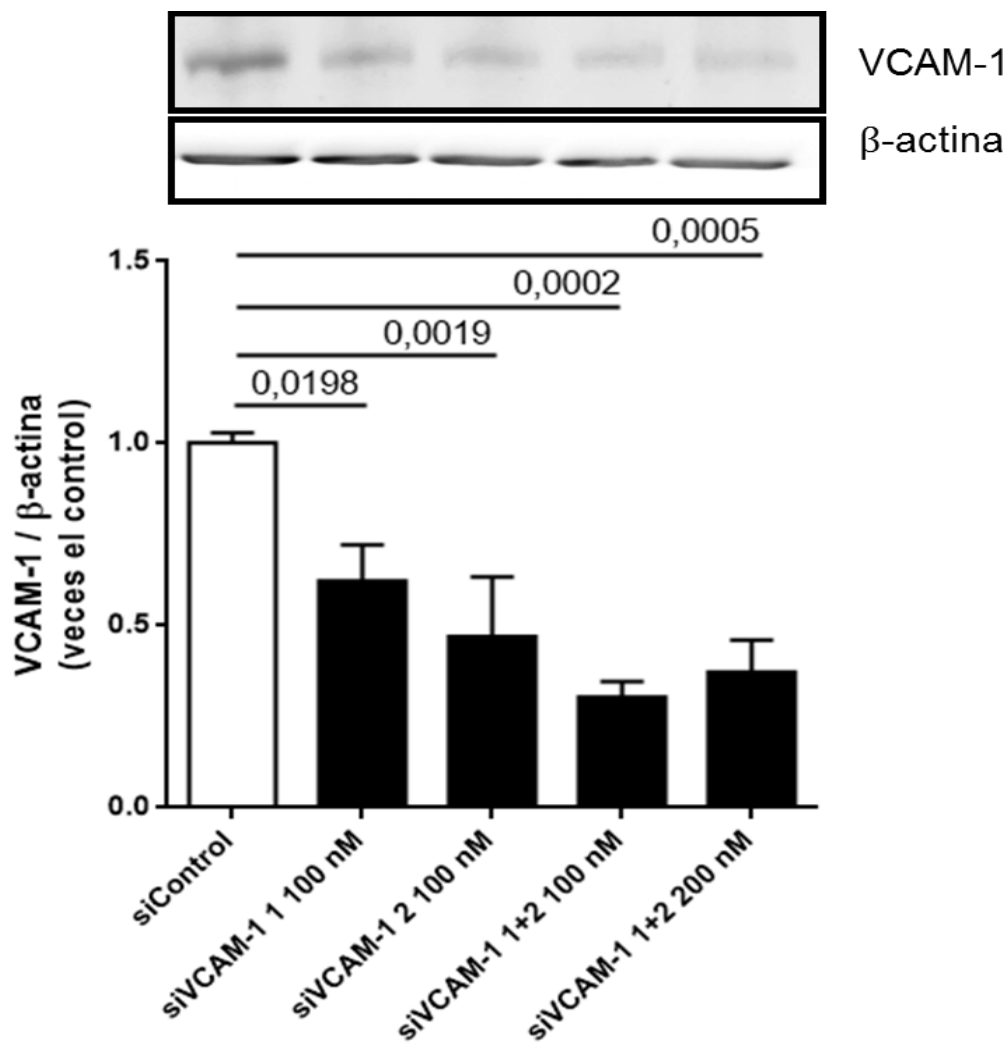 VCAM-1
β-actina
0,0005
0,0002
0,0019
0,0198
1.5
1.0
0.5
0.0
VCAM-1 / β-actina
(veces el control)
siControl
siVCAM-1 1 100 nM
siVCAM-1 2 100 nM
siVCAM-1 1+2 100 nM
siVCAM-1 1+2 200 nM